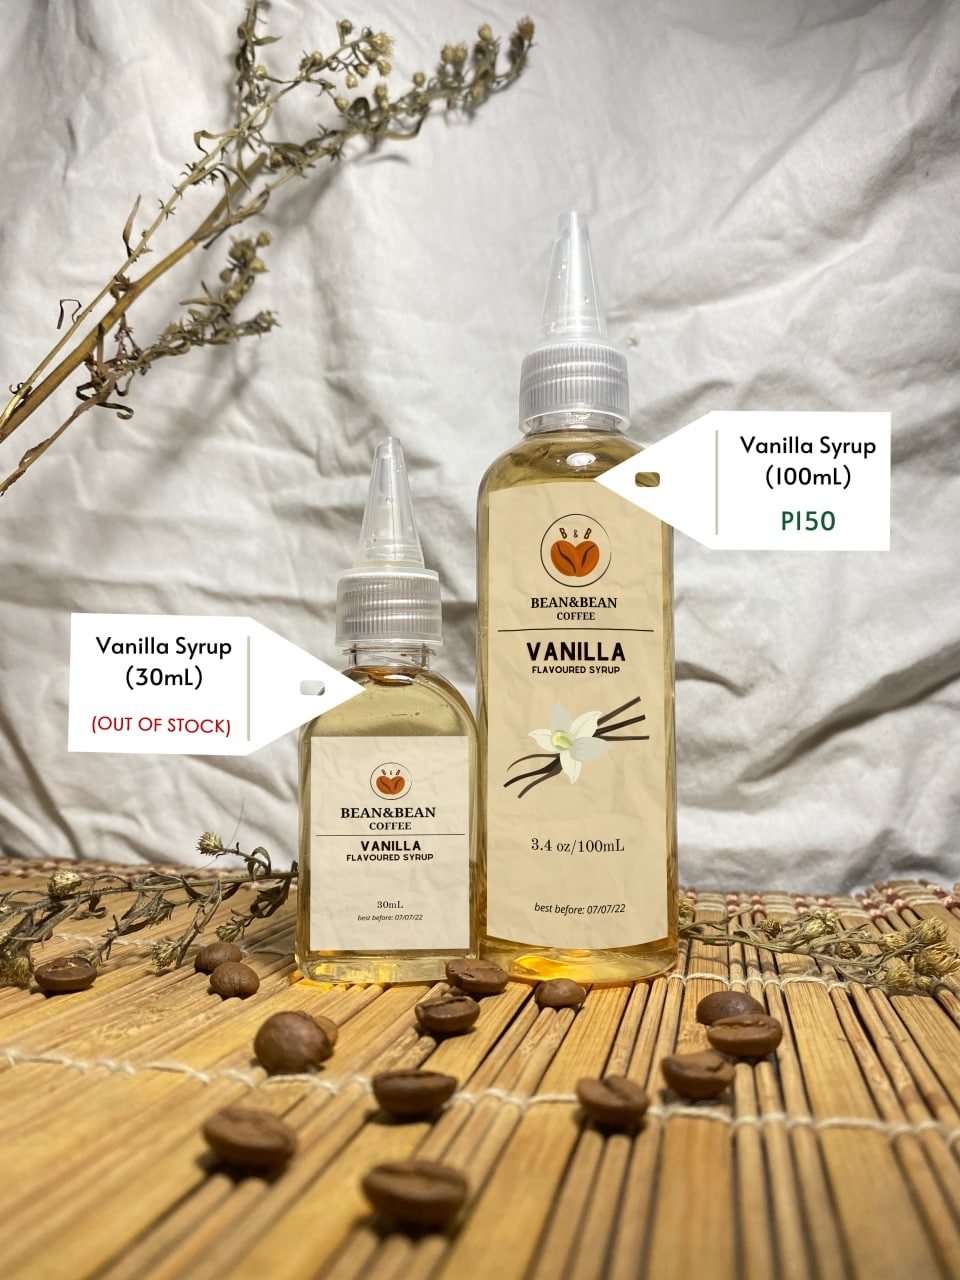 Vanilla Syrup
(100mL)
P150
Vanilla Syrup
(30mL)
(OUT OF STOCK)
B & B
BEAN&BEAN
COFFEE
VANILLA
FLAVOURED SYRUP
3.4 oz/100mL
best before: 07/07/22
B & B
BEAN&BEAN
COFFEE
VANILLA
FLAVOURED SYRUP
30mL
best before: 07/07/22